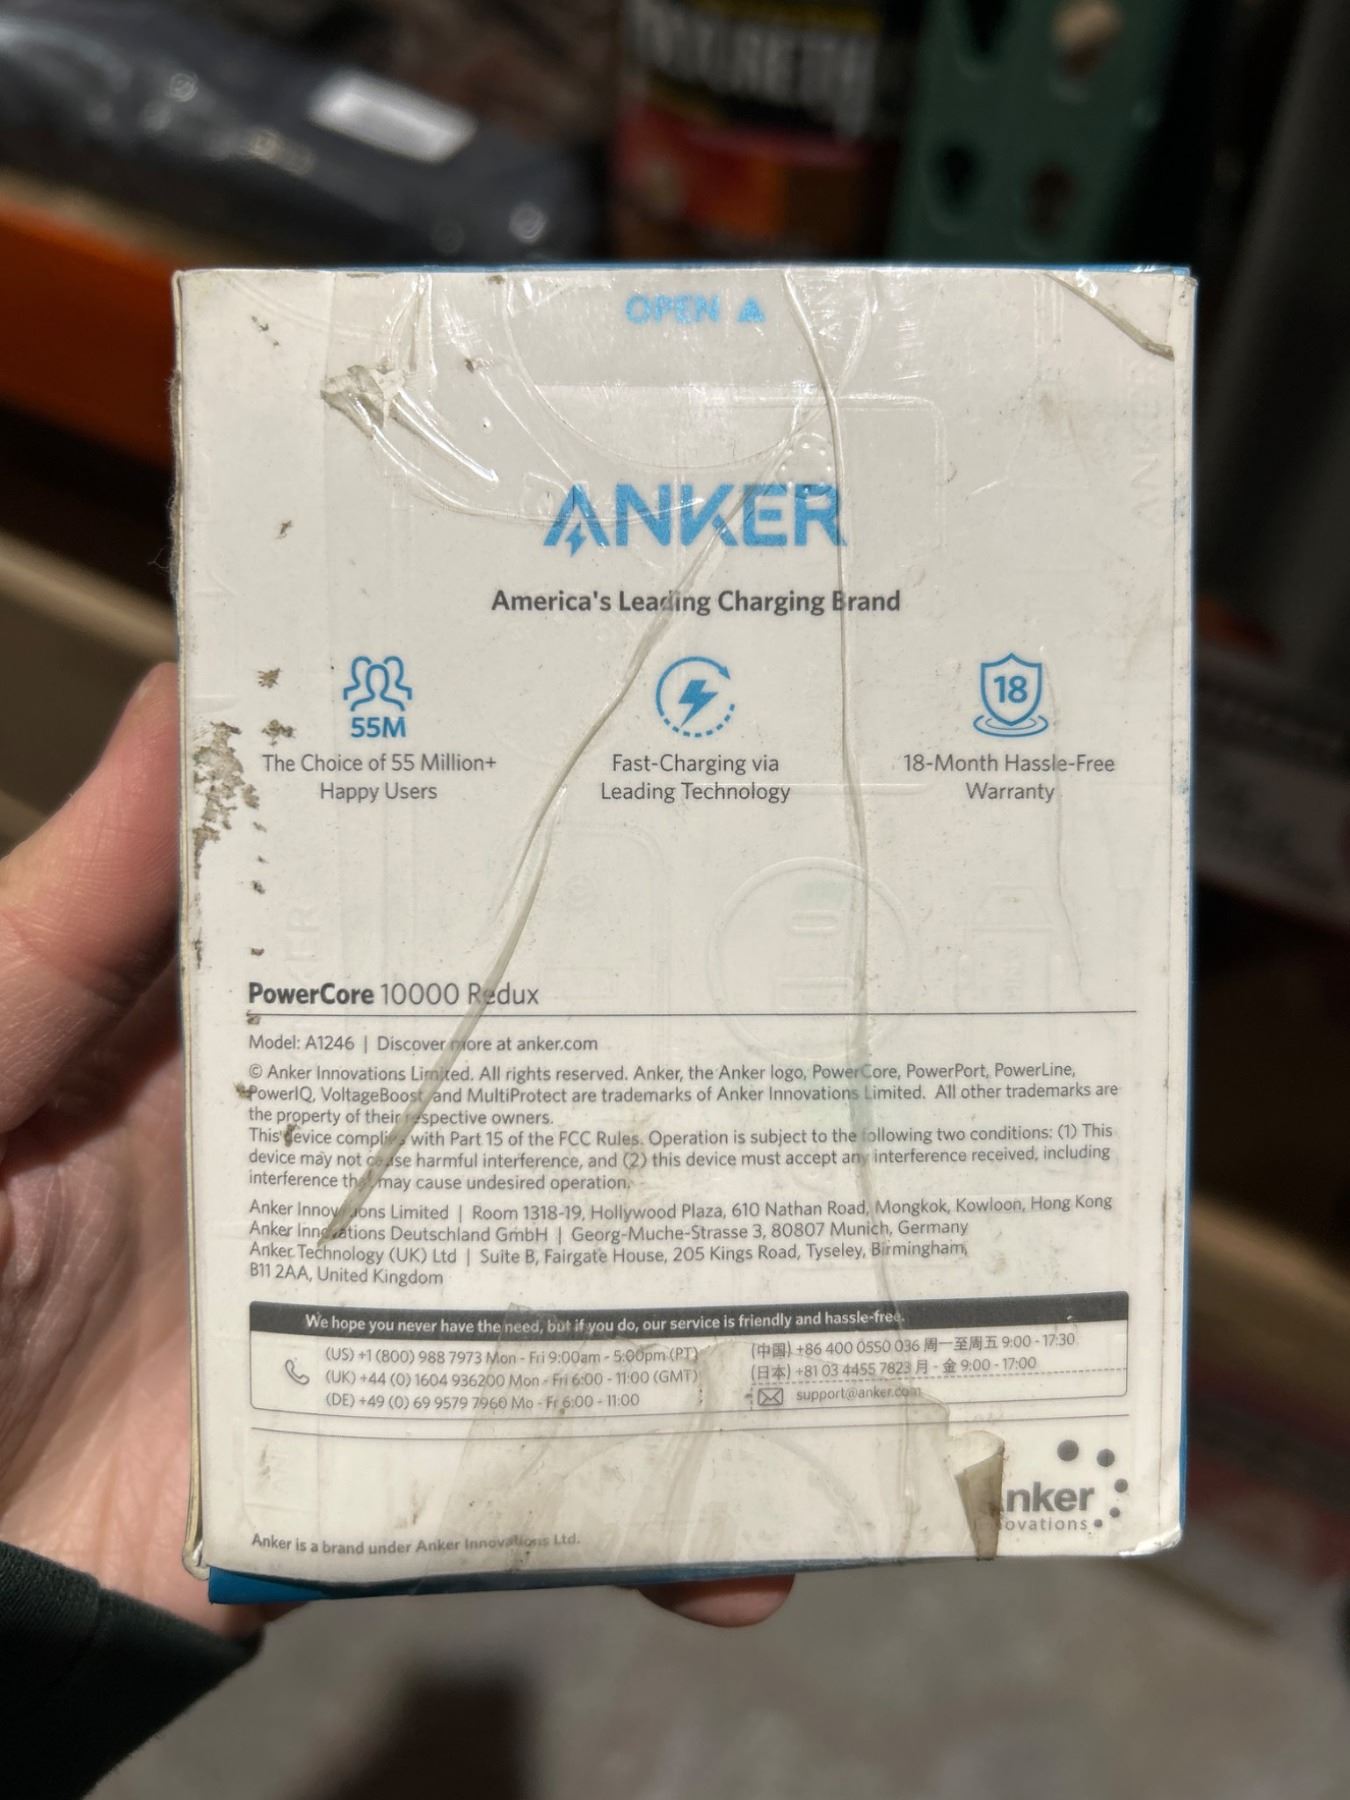 OPEN
ANKER
America's Leading Charging Brand
55M
18
The Choice of 55 Million+
Happy Users
Fast-Charging via
Leading Technology
18-Month Hassle-Free
Warranty
PowerCore 10000 Redux
Model: A1246 | Discover more at anker.com
© Anker Innovations Limited. All rights reserved. Anker, the Anker logo, PowerCore, PowerPort, PowerLine,
PowerIQ, VoltageBoost and MultiProtect are trademarks of Anker Innovations Limited. All other trademarks are
the property of their respective owners.
This device complies with Part 15 of the FCC Rules. Operation is subject to the following two conditions: (1) This
device may not cause harmful interference, and (2) this device must accept any interference received, including
interference that may cause undesired operation.
Anker Innovations Limited | Room 1318-19, Hollywood Plaza, 610 Nathan Road, Mongkok, Kowloon, Hong Kong
Anker Innovations Deutschland GmbH | Georg-Muche-Strasse 3, 80807 Munich, Germany
Anker Technology (UK) Ltd | Suite B, Fairgate House, 205 Kings Road, Tyseley, Birmingham,
B11 2AA, United Kingdom
We hope you never have the need, but if you do, our service is friendly and hassle-free.
(US) +1 (800) 988 7973 Mon - Fri 9:00am - 5:00pm (PT)
(UK) +44 (0) 1604 936200 Mon - Fri 6:00 - 11:00 (GMT)
(DE) +49 (0) 69 9579 7960 Mo - Fr 6:00 - 11:00
(中国) +86 400 0550 036 周一至周五 9:00 - 17:30
(日本) +81 03 4455 7823 月 - 金 9:00 - 17:00
support@anker.com
nker
ovations
Anker is a brand under Anker Innovations Ltd.